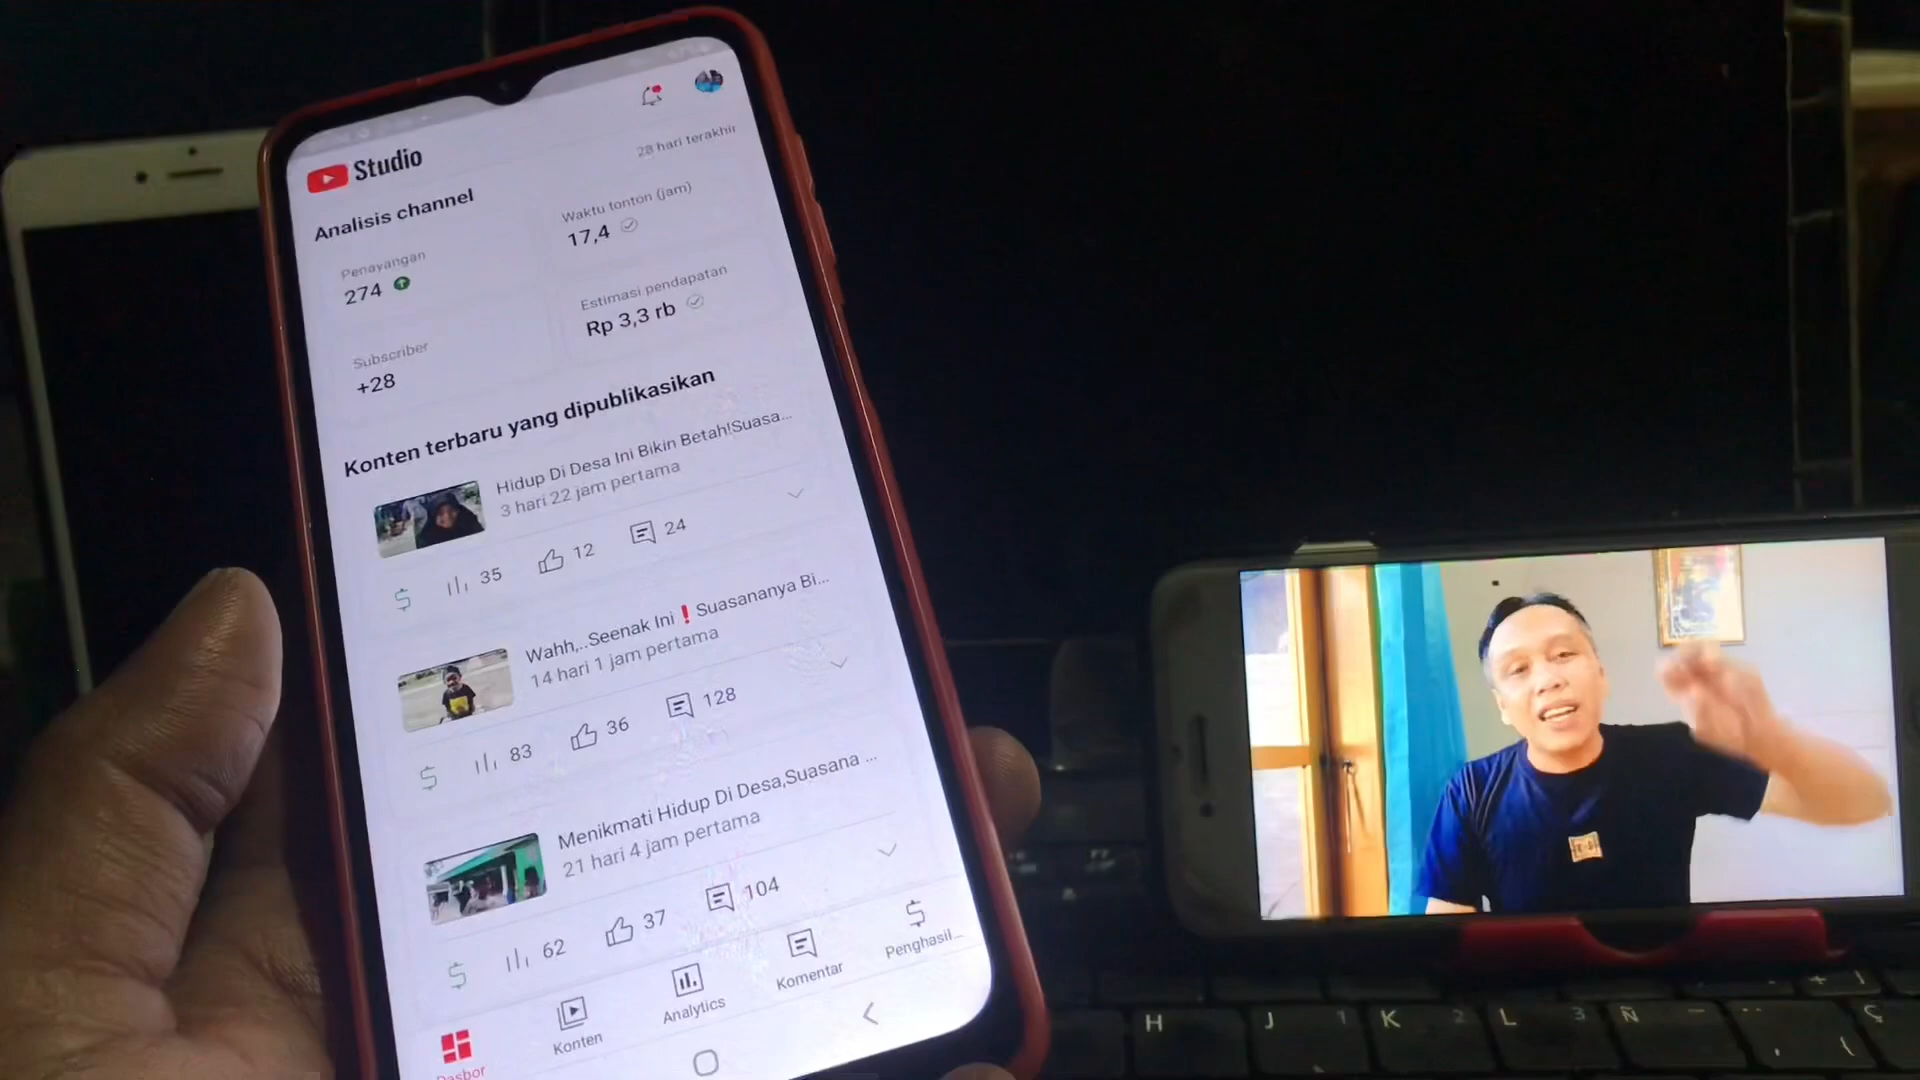 Studio
28 hari terakhir
Analisis channel
Penayangan
274
Waktu tonton (jam)
17,4
Subscriber
+28
Estimasi pendapatan
Rp 3,3 rb
Konten terbaru yang dipublikasikan
Hidup Di Desa Ini Bikin Betah!Suasa...
3 hari 22 jam pertama
35 12 24
Wahh,..Seenak Ini❗Suasananya Bi...
14 hari 1 jam pertama
83 36 128
Menikmati Hidup Di Desa,Suasana ...
21 hari 4 jam pertama
62 37 104
Dasbor
Konten
Analytics
Komentar
Penghasil...
H J 1 K 2 L 3 Ñ